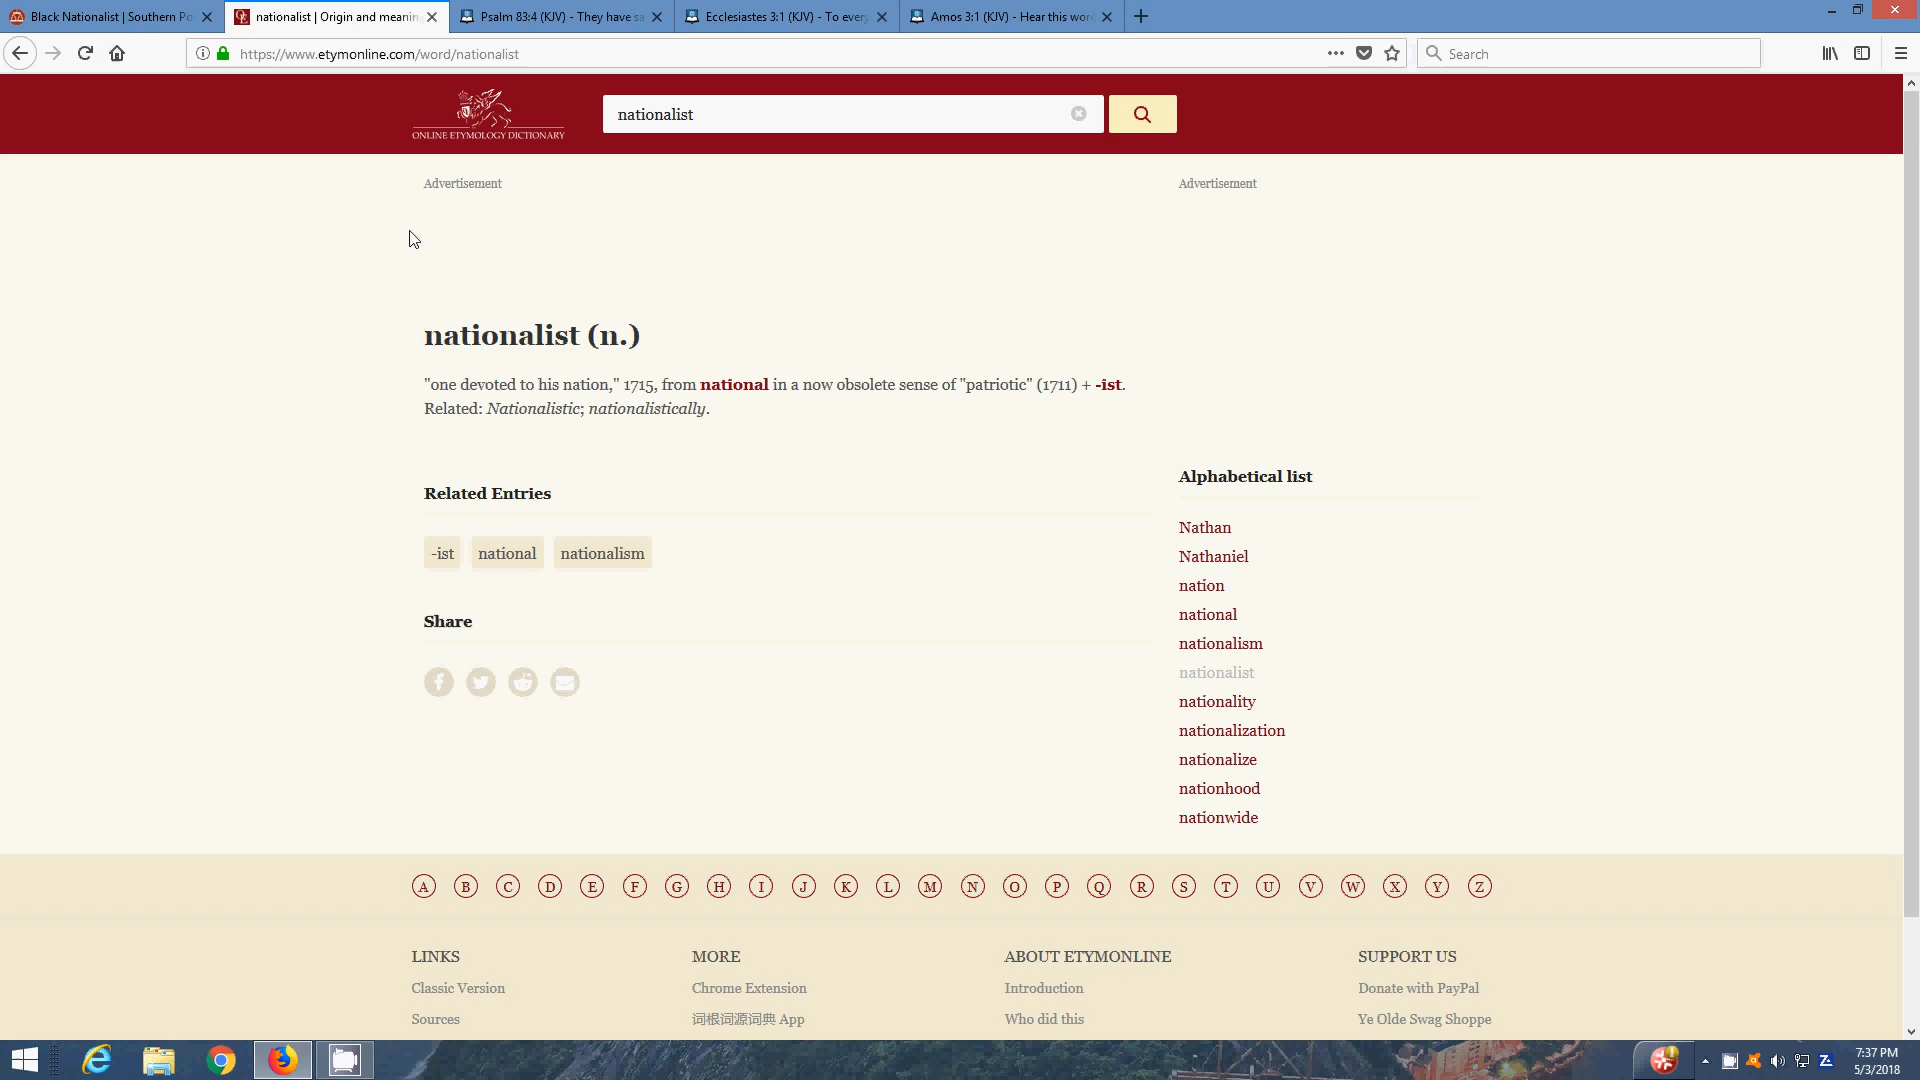 Black Nationalist | Southern Po
nationalist | Origin and meanin
Psalm 83:4 (KJV) - They have sa
Ecclesiastes 3:1 (KJV) - To every
Amos 3:1 (KJV) - Hear this wor
https://www.etymonline.com/word/nationalist
Search
ONLINE ETYMOLOGY DICTIONARY
nationalist
Advertisement
Advertisement
nationalist (n.)
"one devoted to his nation," 1715, from national in a now obsolete sense of "patriotic" (1711) + -ist.
Related: Nationalistic; nationalistically.
Related Entries
-ist national nationalism
Share
Alphabetical list
Nathan
Nathaniel
nation
national
nationalism
nationalist
nationality
nationalization
nationalize
nationhood
nationwide
A B C D E F G H I J K L M N O P Q R S T U V W X Y Z
LINKS
Classic Version
Sources
MORE
Chrome Extension
词根词源词典 App
ABOUT ETYMONLINE
Introduction
Who did this
SUPPORT US
Donate with PayPal
Ye Olde Swag Shoppe
7:37 PM
5/3/2018